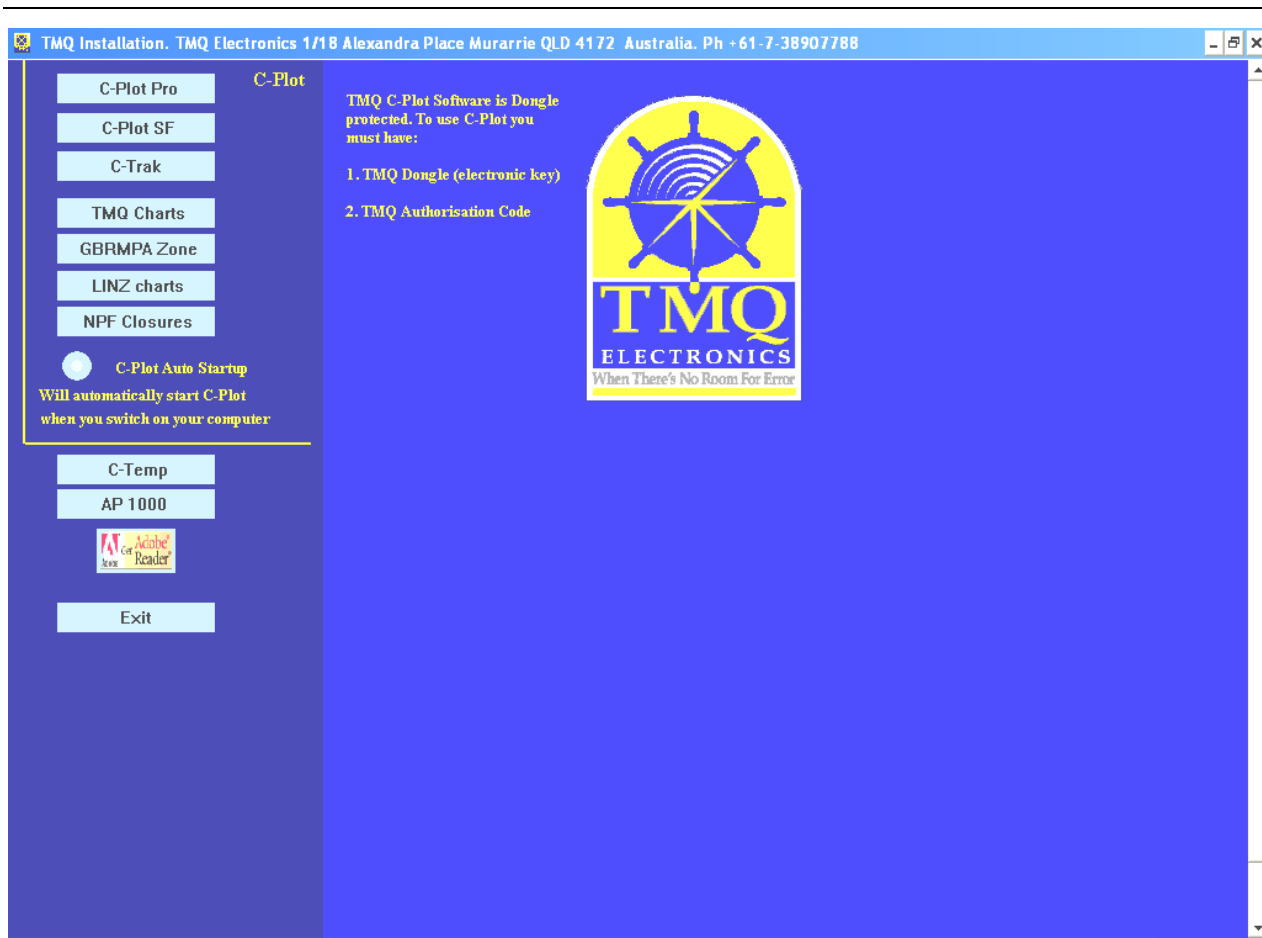 TMQ Installation. TMQ Electronics 1/18 Alexandra Place Murarrie QLD 4172 Australia. Ph +61-7-38907788
C-Plot
C-Plot Pro
C-Plot SF
C-Trak
TMQ Charts
GBRMPA Zone
LINZ charts
NPF Closures
C-Plot Auto Startup
Will automatically start C-Plot
when you switch on your computer
C-Temp
AP 1000
Get Adobe®
Adobe Reader®
Exit
TMQ C-Plot Software is Dongle
protected. To use C-Plot you
must have:
1. TMQ Dongle (electronic key)
2. TMQ Authorisation Code
TMQ
ELECTRONICS
When There's No Room For Error